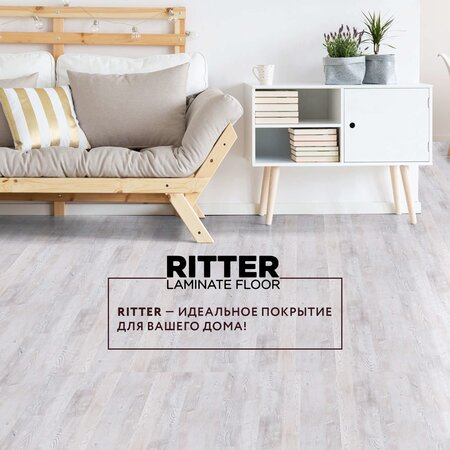 RITTER
LAMINATE FLOOR
RITTER – ИДЕАЛЬНОЕ ПОКРЫТИЕ
ДЛЯ ВАШЕГО ДОМА!